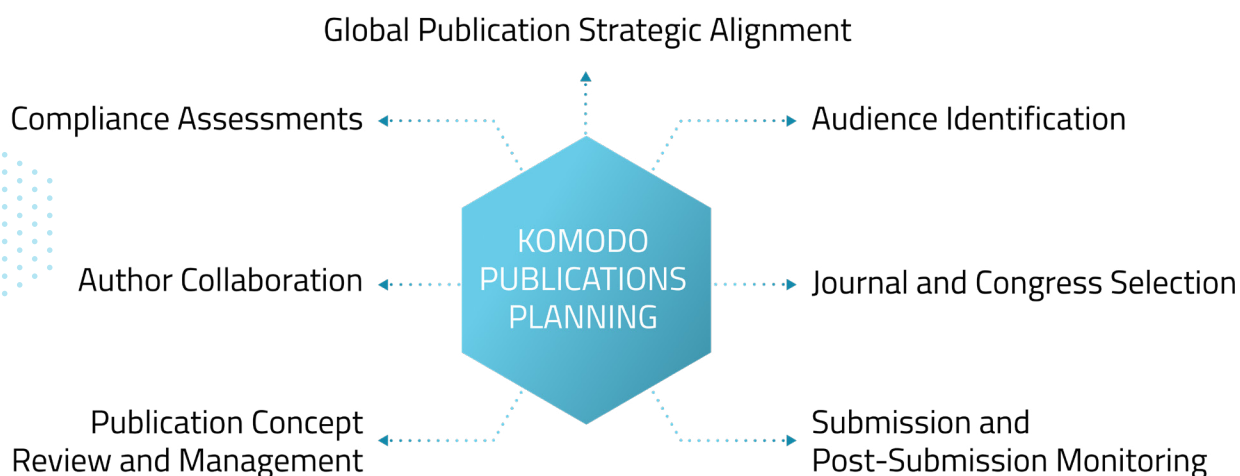 Global Publication Strategic Alignment
Compliance Assessments
Audience Identification
KOMODO
PUBLICATIONS
PLANNING
Author Collaboration
Journal and Congress Selection
Publication Concept
Review and Management
Submission and
Post-Submission Monitoring